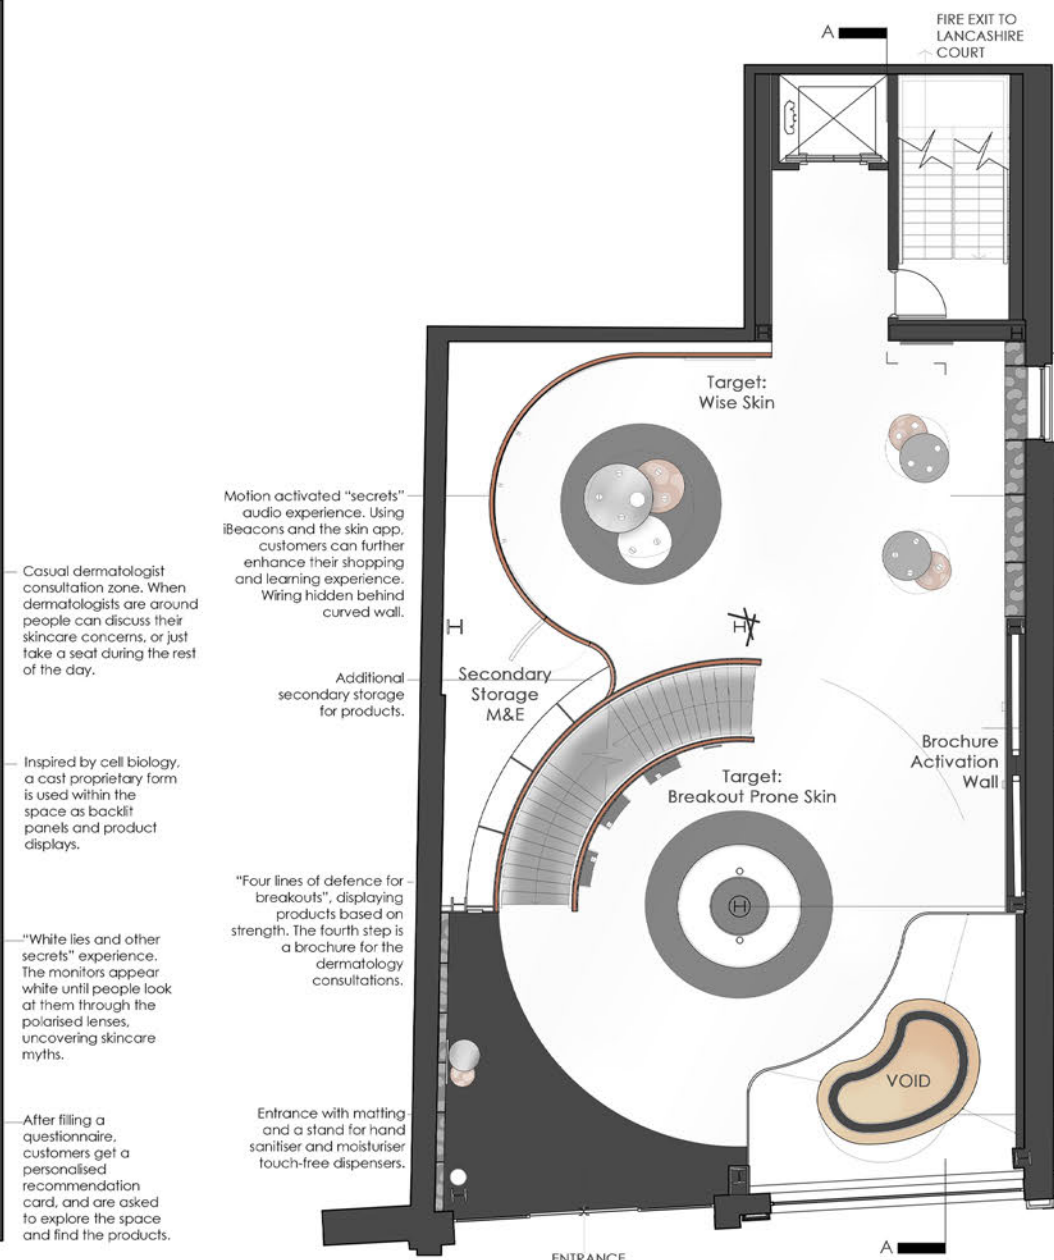 FIRE EXIT TO
LANCASHIRE
COURT
A
Target:
Wise Skin
Motion activated “secrets”
audio experience. Using
iBeacons and the skin app,
customers can further
enhance their shopping
and learning experience.
Wiring hidden behind
curved wall.
Casual dermatologist
consultation zone. When
dermatologists are around
people can discuss their
skincare concerns, or just
take a seat during the rest
of the day.
Additional
secondary storage
for products.
Secondary
Storage
M&E
Brochure
Activation
Wall
Target:
Breakout Prone Skin
Inspired by cell biology,
a cast proprietary form
is used within the
space as backlit
panels and product
displays.
“Four lines of defence for
breakouts”, displaying
products based on
strength. The fourth step is
a brochure for the
dermatology
consultations.
“White lies and other
secrets” experience.
The monitors appear
white until people look
at them through the
polarised lenses,
uncovering skincare
myths.
VOID
Entrance with matting
and a stand for hand
sanitiser and moisturiser
touch-free dispensers.
After filling a
questionnaire,
customers get a
personalised
recommendation
card, and are asked
to explore the space
and find the products.
A
ENTRANCE